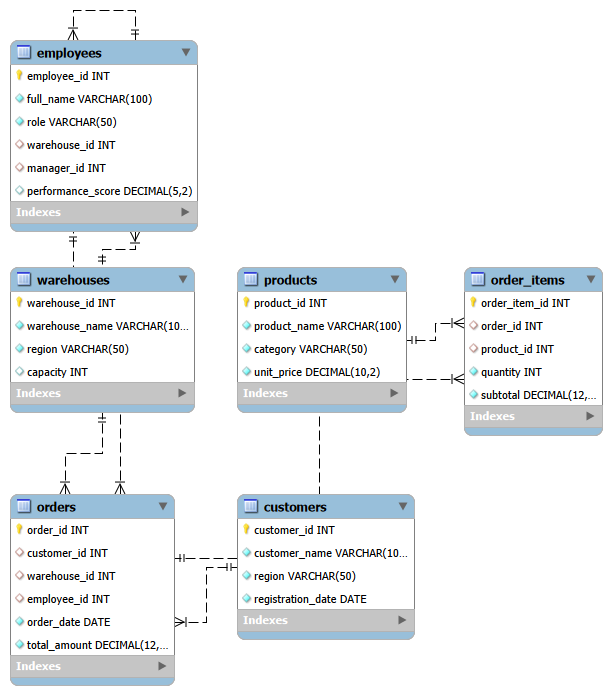 employees
employee_id INT
full_name VARCHAR(100)
role VARCHAR(50)
warehouse_id INT
manager_id INT
performance_score DECIMAL(5,2)
Indexes
warehouses
warehouse_id INT
warehouse_name VARCHAR(10...
region VARCHAR(50)
capacity INT
Indexes
products
product_id INT
product_name VARCHAR(100)
category VARCHAR(50)
unit_price DECIMAL(10,2)
Indexes
order_items
order_item_id INT
order_id INT
product_id INT
quantity INT
subtotal DECIMAL(12,...
Indexes
orders
order_id INT
customer_id INT
warehouse_id INT
employee_id INT
order_date DATE
total_amount DECIMAL(12,...
Indexes
customers
customer_id INT
customer_name VARCHAR(10...
region VARCHAR(50)
registration_date DATE
Indexes